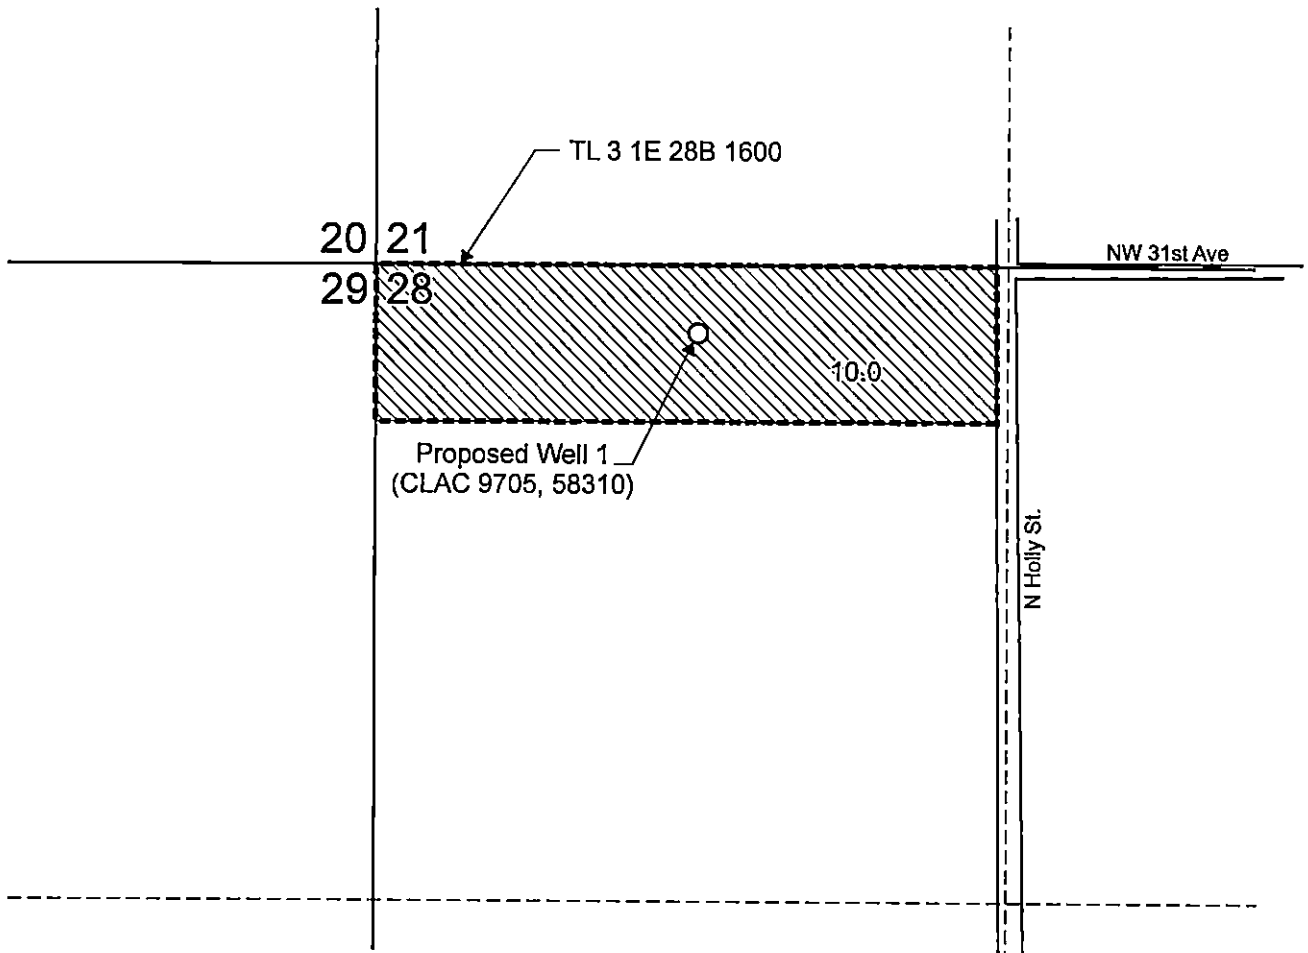 TL 3 1E 28B 1600
20 21
NW 31st Ave
29 28
10.0
Proposed Well 1
(CLAC 9705, 58310)
N Holly St.